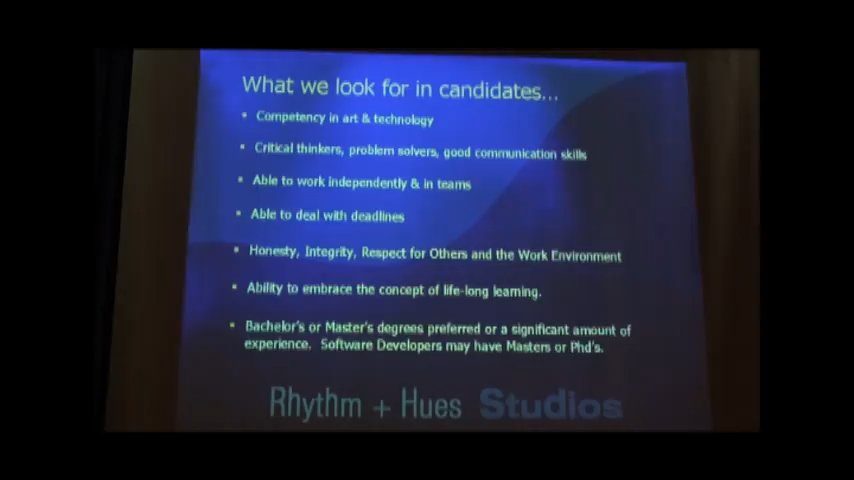 What we look for in candidates...
• Competency in art & technology
• Critical thinkers, problem solvers, good communication skills
• Able to work independently & in teams
• Able to deal with deadlines
• Honesty, Integrity, Respect for Others and the Work Environment
• Ability to embrace the concept of life-long learning.
• Bachelor's or Master's degrees preferred or a significant amount of
experience. Software Developers may have Masters or Phd's.
Rhythm + Hues Studios